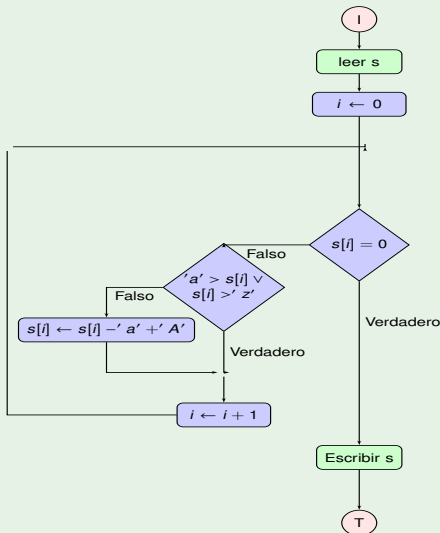 I
leer s
i ← 0
s[i] = 0
Falso
'a' > s[i] ∨
s[i] >' z'
Falso
s[i] ← s[i] −' a' +' A'
Verdadero
Verdadero
i ← i + 1
Escribir s
T